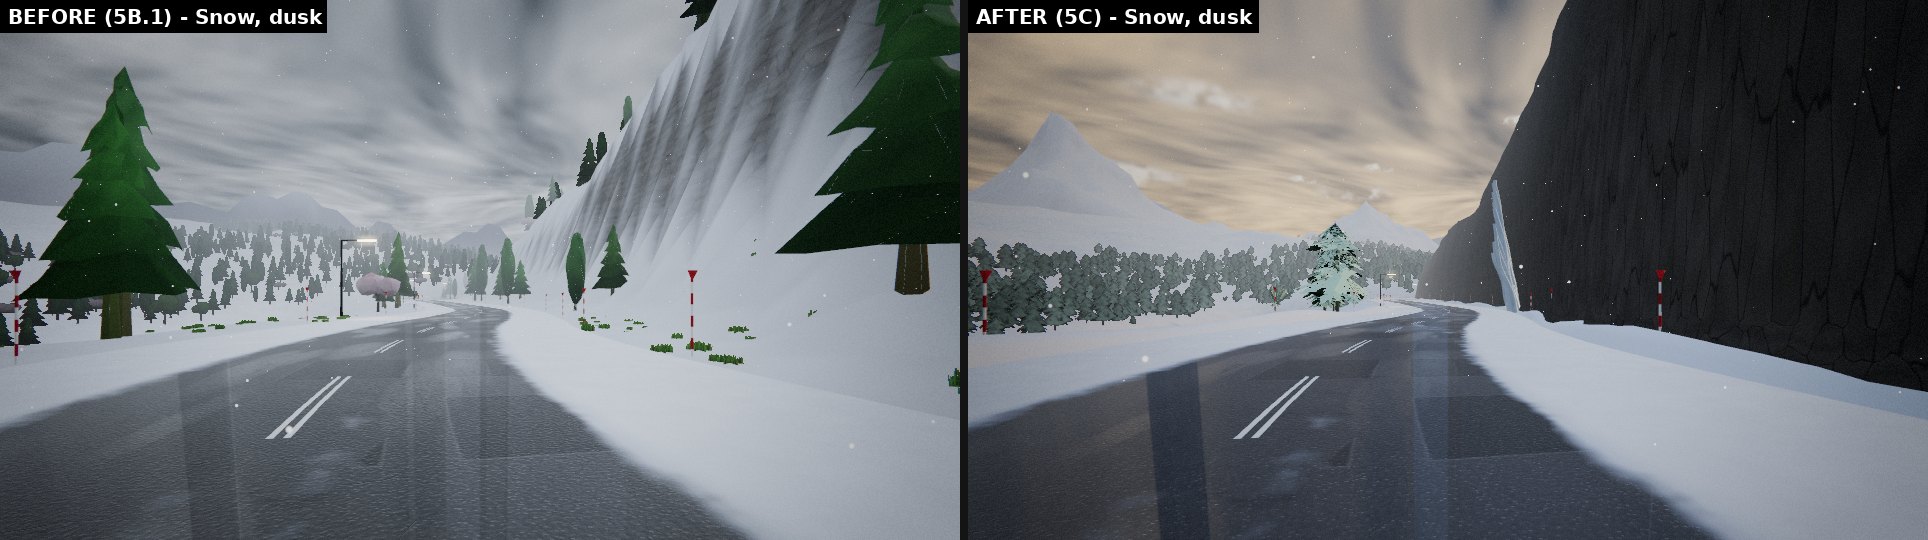 BEFORE (5B.1) - Snow, dusk
AFTER (5C) - Snow, dusk